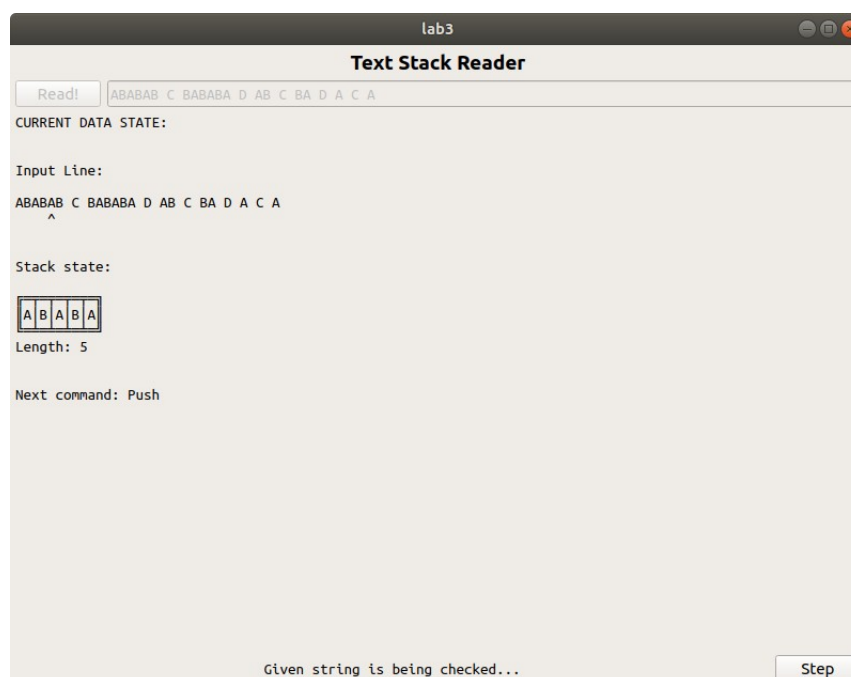 lab3
Text Stack Reader
Read! ABABAB C BABABA D AB C BA D A C A
CURRENT DATA STATE:
Input Line:
ABABAB C BABABA D AB C BA D A C A
^
Stack state:
A B A B A
Length: 5
Next command: Push
Given string is being checked... Step